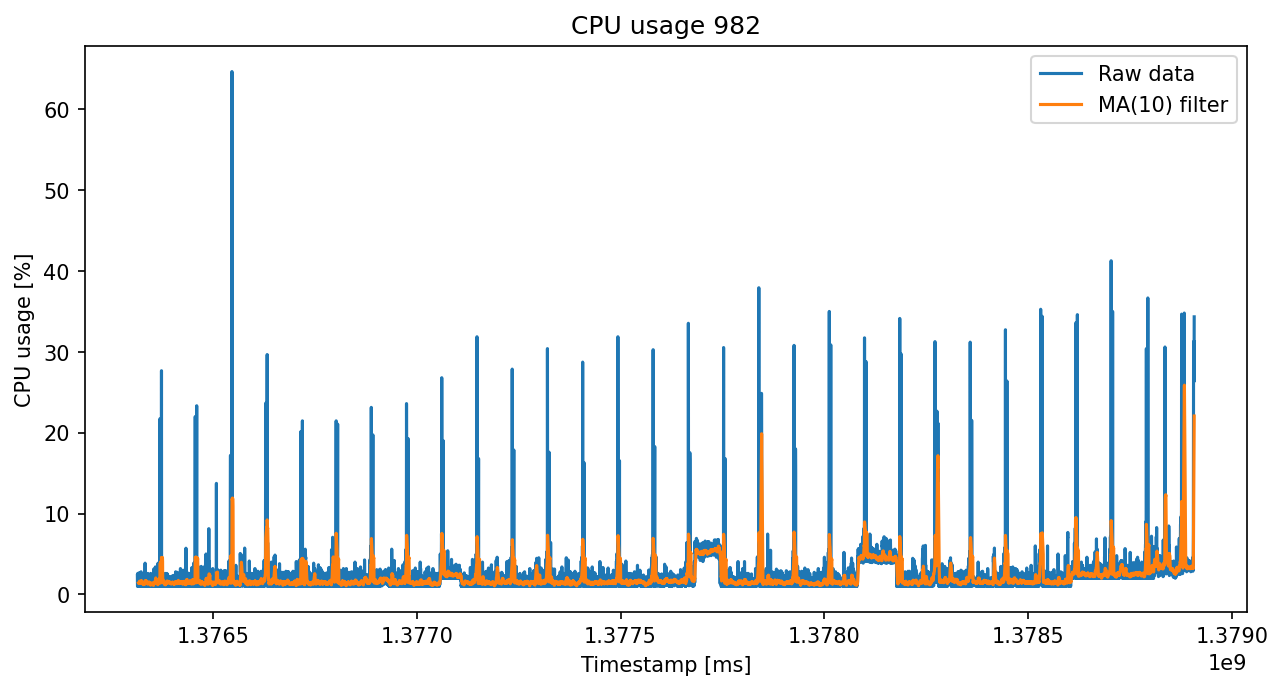 CPU usage 982
Raw data
MA(10) filter
CPU usage [%]
60
50
40
30
20
10
0
1.3765
1.3770
1.3775
1.3780
1.3785
1.3790
1e9
Timestamp [ms]